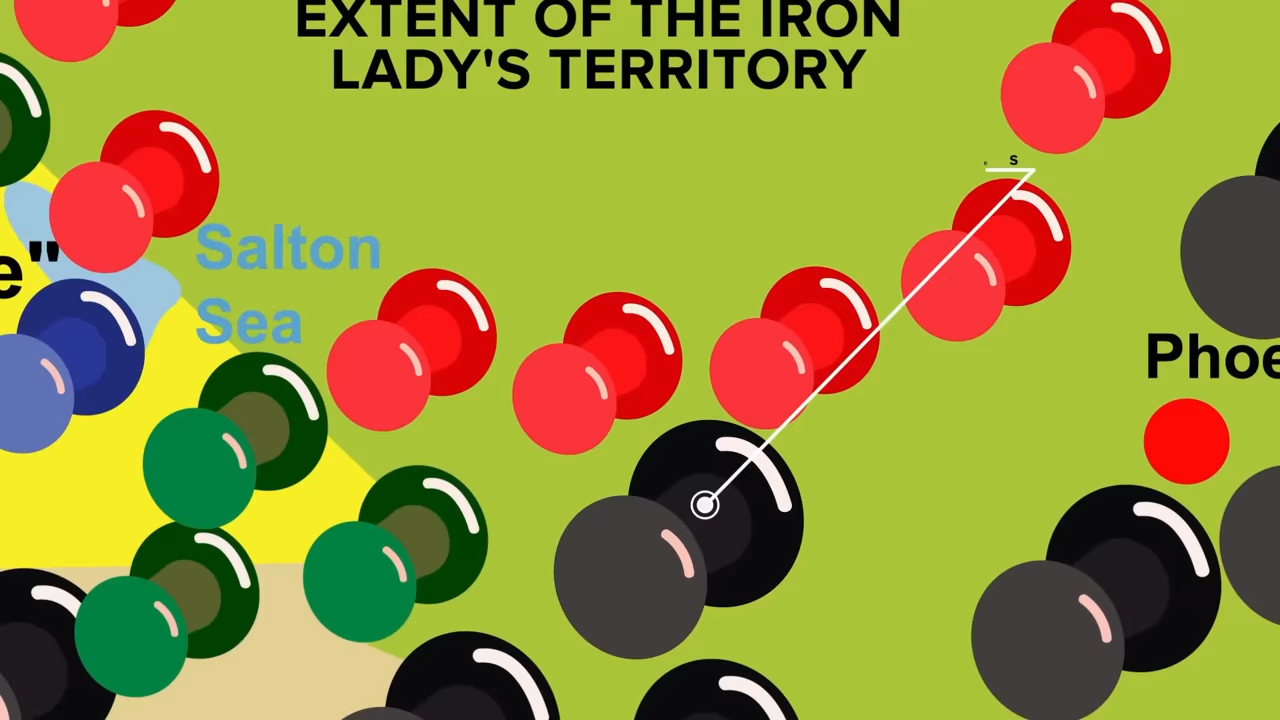 EXTENT OF THE IRON
LADY'S TERRITORY
s
e"
Salton
Sea
Phoe